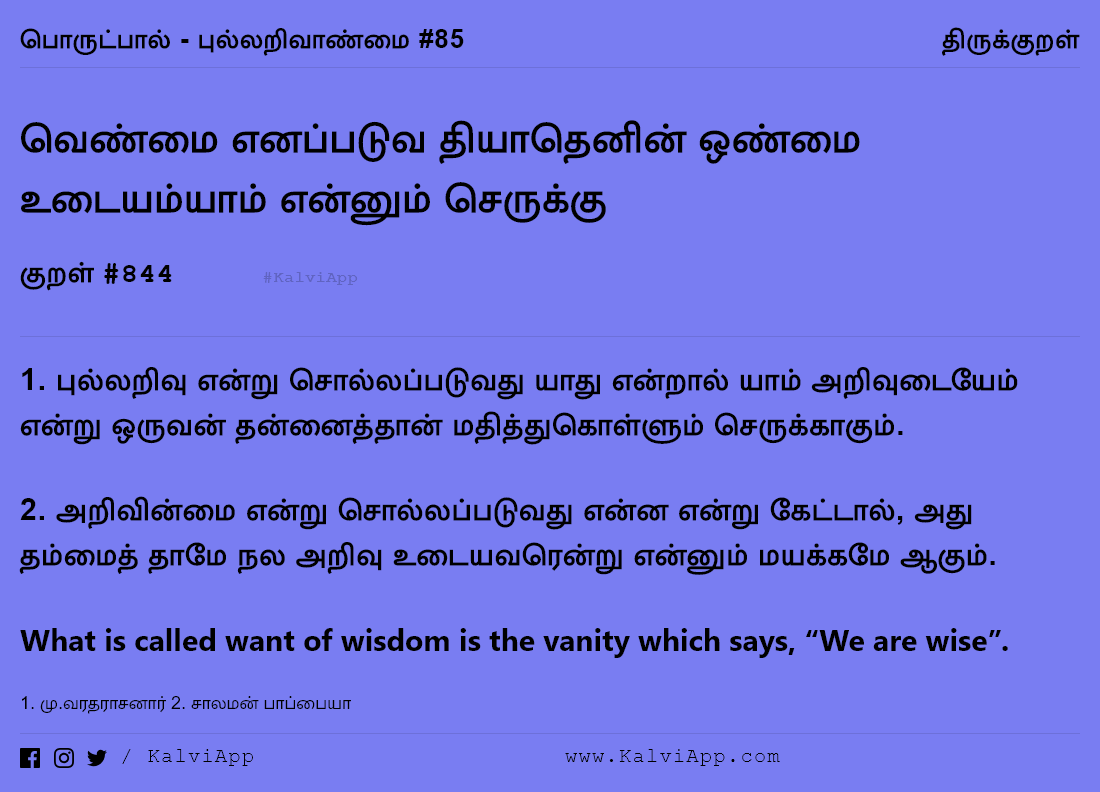 பொருட்பால் - புல்லறிவாண்மை #85 திருக்குறள்
வெண்மை எனப்படுவ தியாதெனின் ஒண்மை
உடையம்யாம் என்னும் செருக்கு
குறள் #844 #KalviApp
1. புல்லறிவு என்று சொல்லப்படுவது யாது என்றால் யாம் அறிவுடையேம்
என்று ஒருவன் தன்னைத்தான் மதித்துகொள்ளும் செருக்காகும்.
2. அறிவின்மை என்று சொல்லப்படுவது என்ன என்று கேட்டால், அது
தம்மைத் தாமே நல அறிவு உடையவரென்று என்னும் மயக்கமே ஆகும்.
What is called want of wisdom is the vanity which says, “We are wise”.
1. மு.வரதராசனார் 2. சாலமன் பாப்பையா
/ KalviApp www.KalviApp.com